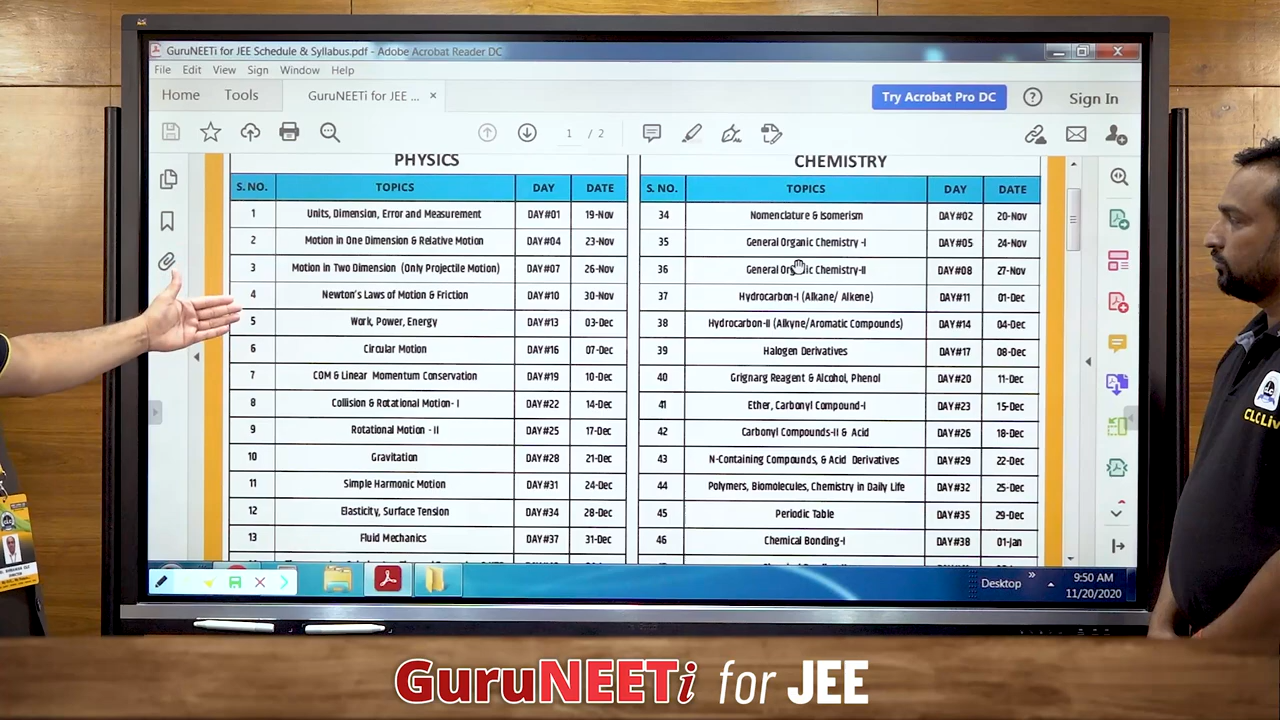 GuruNEETi for JEE Schedule & Syllabus.pdf - Adobe Acrobat Reader DC
File Edit View Sign Window Help
Home Tools GuruNEETi for JEE ... × Try Acrobat Pro DC Sign In
1 / 2
PHYSICS CHEMISTRY
S. NO. TOPICS DAY DATE S. NO. TOPICS DAY DATE
1 Units, Dimension, Error and Measurement DAY#01 19-Nov 34 Nomenclature & Isomerism DAY#02 20-Nov
2 Motion in One Dimension & Relative Motion DAY#04 23-Nov 35 General Organic Chemistry -I DAY#05 24-Nov
3 Motion in Two Dimension (Only Projectile Motion) DAY#07 26-Nov 36 General Organic Chemistry-II DAY#08 27-Nov
4 Newton's Laws of Motion & Friction DAY#10 30-Nov 37 Hydrocarbon-I (Alkane/ Alkene) DAY#11 01-Dec
5 Work, Power, Energy DAY#13 03-Dec 38 Hydrocarbon-II (Alkyne/Aromatic Compounds) DAY#14 04-Dec
6 Circular Motion DAY#16 07-Dec 39 Halogen Derivatives DAY#17 08-Dec
7 COM & Linear Momentum Conservation DAY#19 10-Dec 40 Grignarg Reagent & Alcohol, Phenol DAY#20 11-Dec
8 Collision & Rotational Motion- I DAY#22 14-Dec 41 Ether, Carbonyl Compound-I DAY#23 15-Dec
9 Rotational Motion - II DAY#25 17-Dec 42 Carbonyl Compounds-II & Acid DAY#26 18-Dec
10 Gravitation DAY#28 21-Dec 43 N-Containing Compounds, & Acid Derivatives DAY#29 22-Dec
11 Simple Harmonic Motion DAY#31 24-Dec 44 Polymers, Biomolecules, Chemistry in Daily Life DAY#32 25-Dec
12 Elasticity, Surface Tension DAY#34 28-Dec 45 Periodic Table DAY#35 29-Dec
13 Fluid Mechanics DAY#37 31-Dec 46 Chemical Bonding-I DAY#38 01-Jan
Desktop 9:50 AM
11/20/2020
CLC Liv
GuruNEETi for JEE